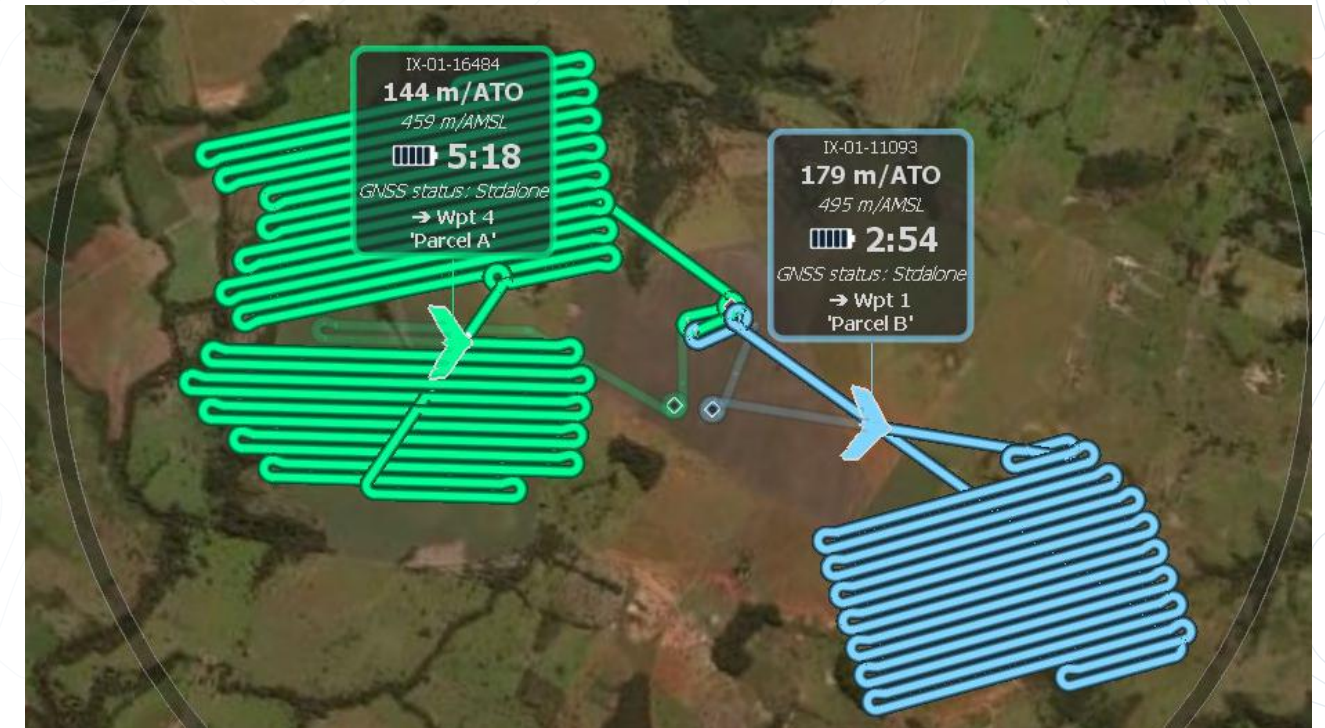 IX-01-16484
144 m/ATO
459 m/AMSL
5:18
GNSS status: Stdalone
➔ Wpt 4
'Parcel A'
IX-01-11093
179 m/ATO
495 m/AMSL
2:54
GNSS status: Stdalone
➔ Wpt 1
'Parcel B'